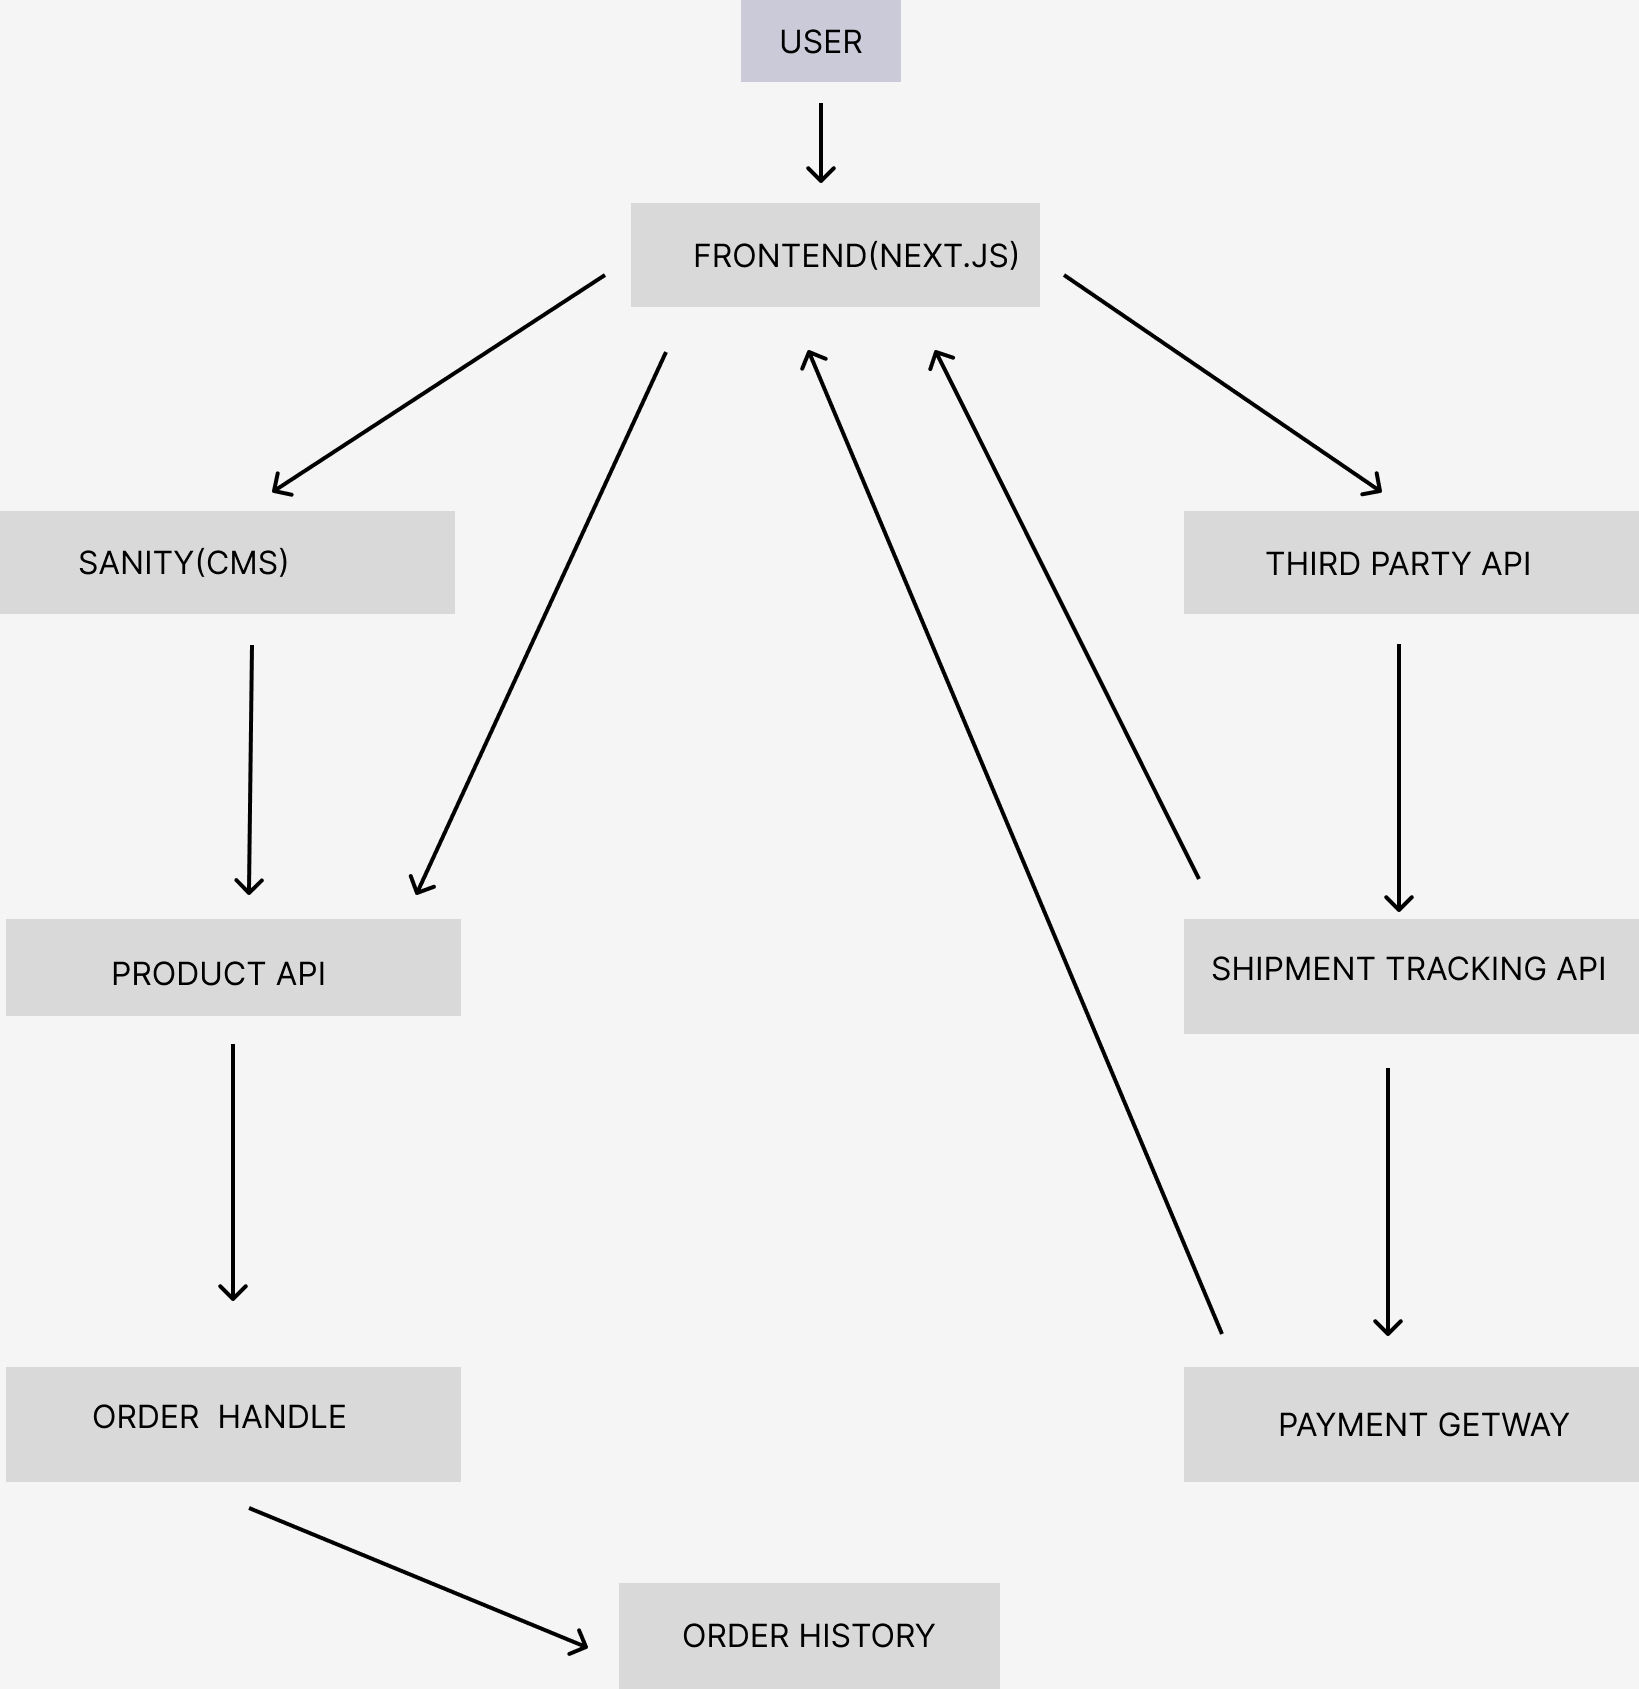 USER
FRONTEND(NEXT.JS)
SANITY(CMS)
THIRD PARTY API
PRODUCT API
SHIPMENT TRACKING API
ORDER  HANDLE
PAYMENT GETWAY
ORDER HISTORY